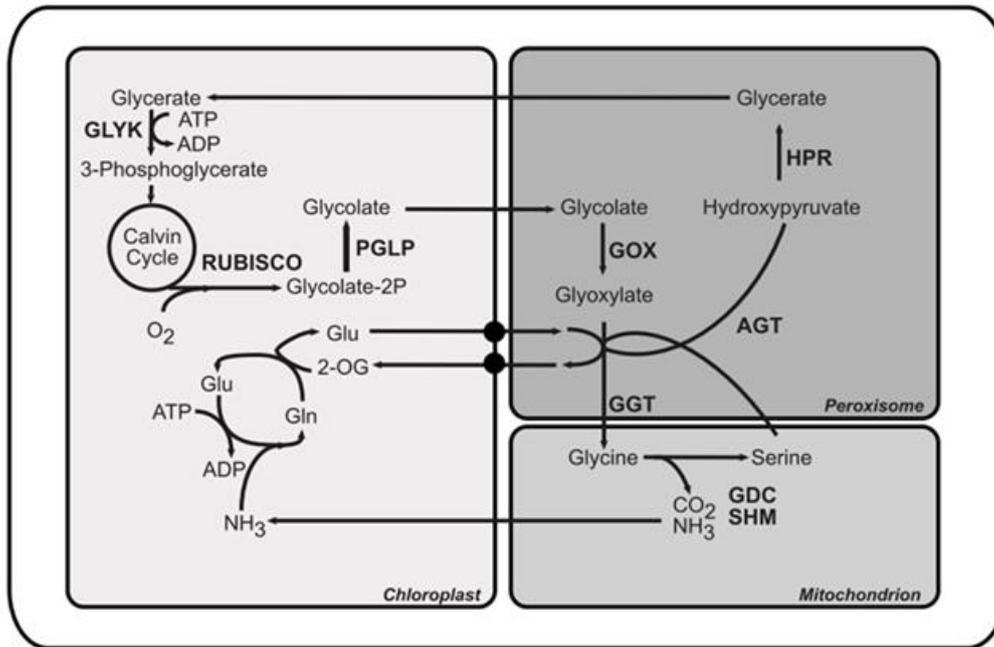 Glycerate
GLYK
ATP
ADP
3-Phosphoglycerate
Calvin
Cycle
RUBISCO
O2
Glycolate
PGLP
Glycolate-2P
Glu
2-OG
Glu
ATP
Gln
ADP
NH3
Chloroplast
Glycerate
HPR
Glycolate
Hydroxypyruvate
GOX
Glyoxylate
AGT
GGT
Peroxisome
Glycine
Serine
CO2
NH3
GDC
SHM
Mitochondrion